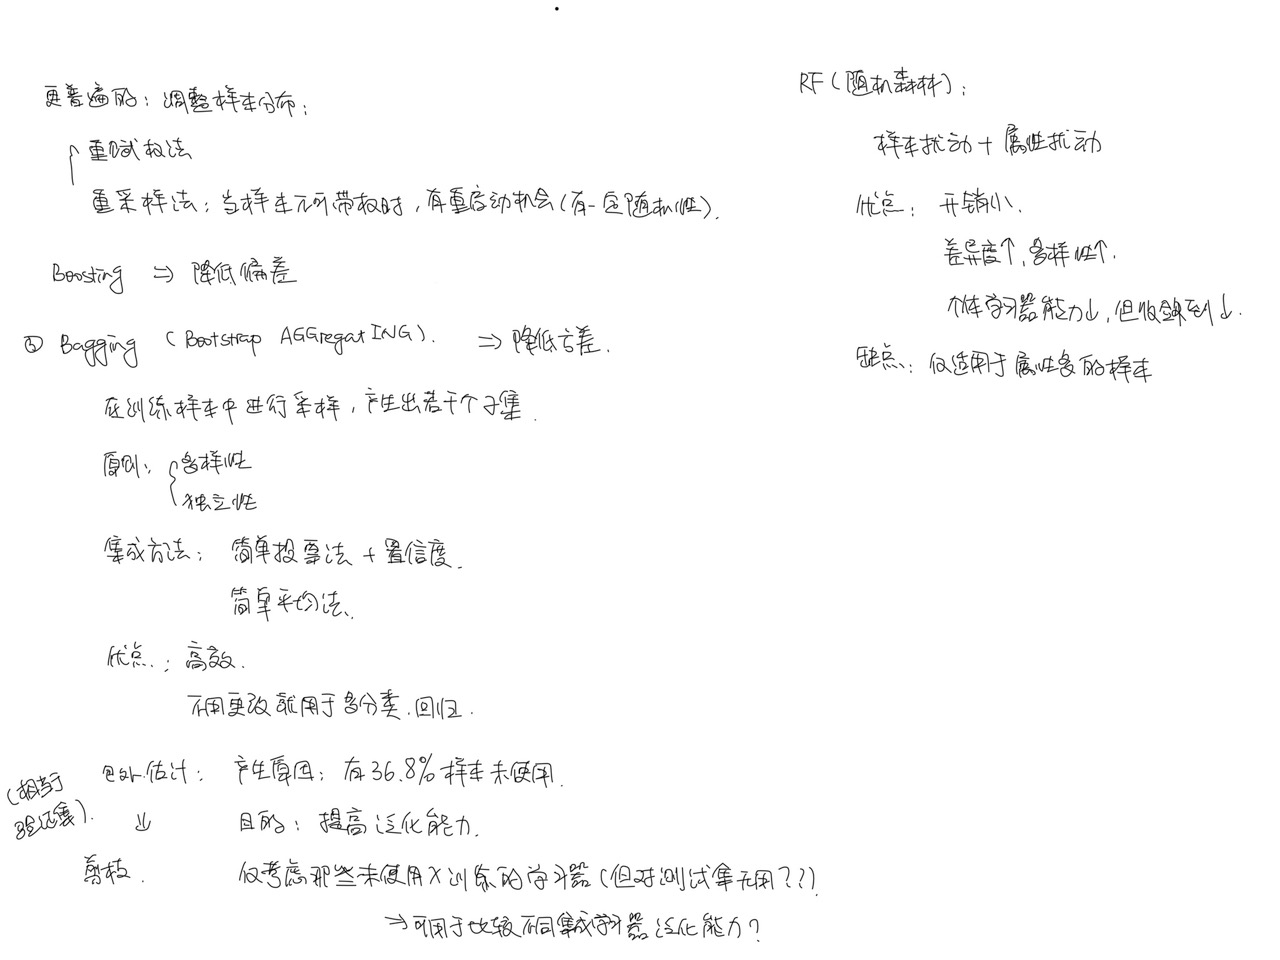 更普遍的：调整样本分布：
重赋权法
重采样法：当样本无所带权时，有重启动机会（有一定随机性）.
Boosting ⇒ 降低偏差
③ Bagging （Bootstrap AGGregatING）. ⇒ 降低方差.
在训练样本中进行采样，产生出若干个子集.
原则：多样性
独立性
集成方法：简单投票法 + 置信度.
简单平均法.
优点：高效.
不用更改就用于多分类.回归.
包外估计：产生原因：有36.8%样本未使用.
(相当于
验证集).
↓ 目的：提高泛化能力.
剪枝. 仅考虑那些未使用X训练的学习器（但对测试集无用??）
⇒可用于比较不同集成学习器泛化能力?
RF（随机森林）：
样本扰动 + 属性扰动
优点：开销小.
差异度↑,多样性↑.
个体学习器能力↓,但收敛到↓.
缺点：仅适用于属性多的样本